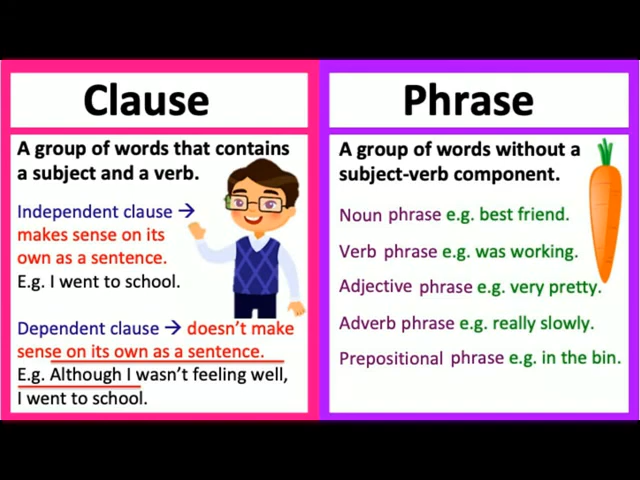 Clause
A group of words that contains
a subject and a verb.
Independent clause →
makes sense on its
own as a sentence.
E.g. I went to school.
Dependent clause → doesn't make
sense on its own as a sentence.
E.g. Although I wasn't feeling well,
I went to school.
Phrase
A group of words without a
subject-verb component.
Noun phrase e.g. best friend.
Verb phrase e.g. was working.
Adjective phrase e.g. very pretty.
Adverb phrase e.g. really slowly.
Prepositional phrase e.g. in the bin.